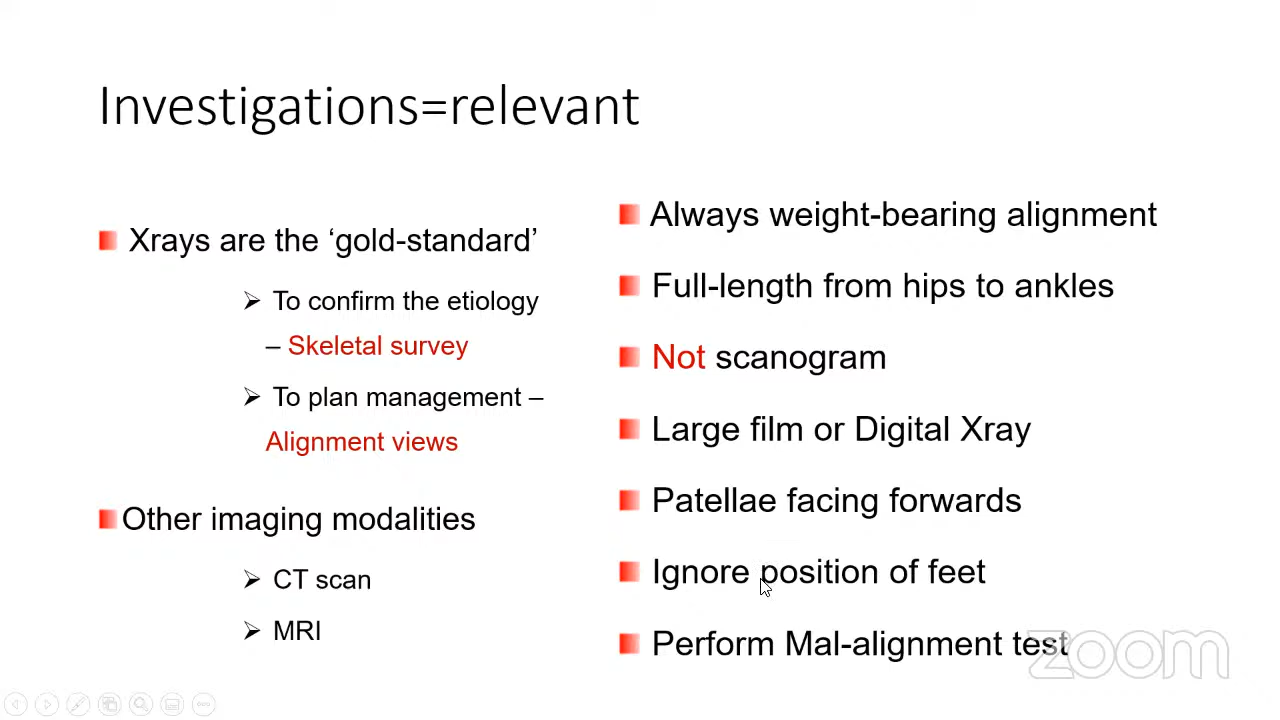 Investigations=relevant
Xrays are the ‘gold-standard’
To confirm the etiology
– Skeletal survey
To plan management –
Alignment views
Other imaging modalities
CT scan
MRI
Always weight-bearing alignment
Full-length from hips to ankles
Not scanogram
Large film or Digital Xray
Patellae facing forwards
Ignore position of feet
Perform Mal-alignment test
zoom